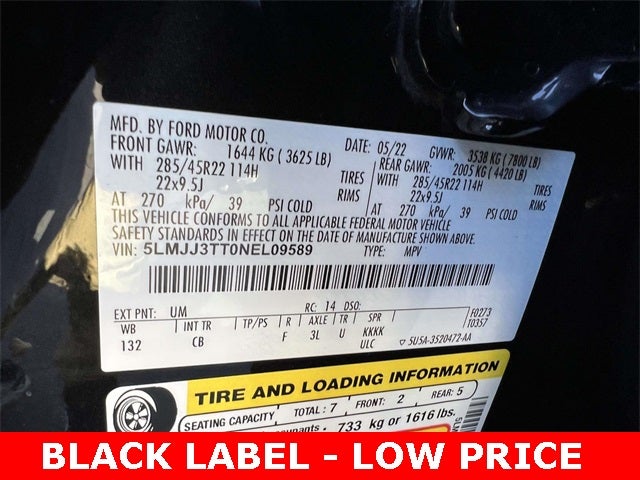 MFD. BY FORD MOTOR CO. 05/22 GVWR: 3538 KG (7800 LB)
FRONT GAWR: 1644 KG (3625 LB) REAR GAWR: 2005 KG (4420 LB)
WITH 285/45R22 114H TIRES WITH 285/45R22 114H TIRES
22x9.5J RIMS 22x9.5J RIMS
AT 270 kPa/ 39 PSI COLD AT 270 kPa/ 39 PSI COLD
THIS VEHICLE CONFORMS TO ALL APPLICABLE FEDERAL MOTOR VEHICLE
SAFETY STANDARDS IN EFFECT ON THE DATE OF MANUFACTURE SHOWN ABOVE.
VIN: 5LMJJ3TT0NEL09589 TYPE: MPV
EXT PNT: UM RC: 14 DSO: F0273
T0357
WB INT TR TP/PS R AXLE TR SPR
132 CB F 3L U KKKK
ULC 5U5A-3520472-AA
TIRE AND LOADING INFORMATION
SEATING CAPACITY TOTAL: 7 FRONT: 2 REAR: 5
733 kg or 1616 lbs.
BLACK LABEL - LOW PRICE